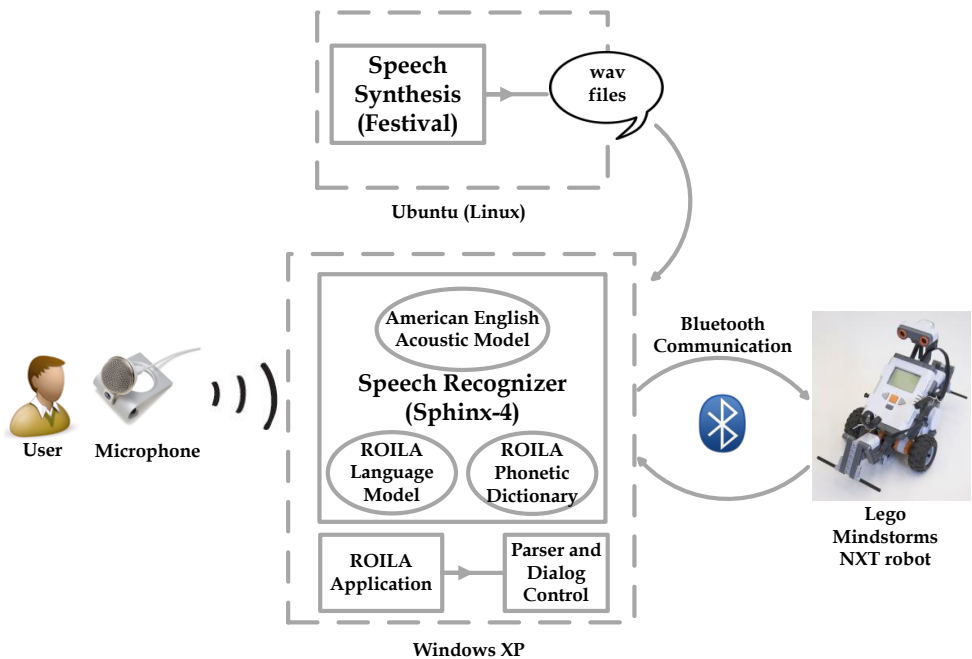 Speech
Synthesis
(Festival)
wav
files
Ubuntu (Linux)
American English
Acoustic Model
Speech Recognizer
(Sphinx-4)
ROILA
Language
Model
ROILA
Phonetic
Dictionary
ROILA
Application
Parser and
Dialog
Control
Windows XP
User
Microphone
Bluetooth
Communication
Lego
Mindstorms
NXT robot